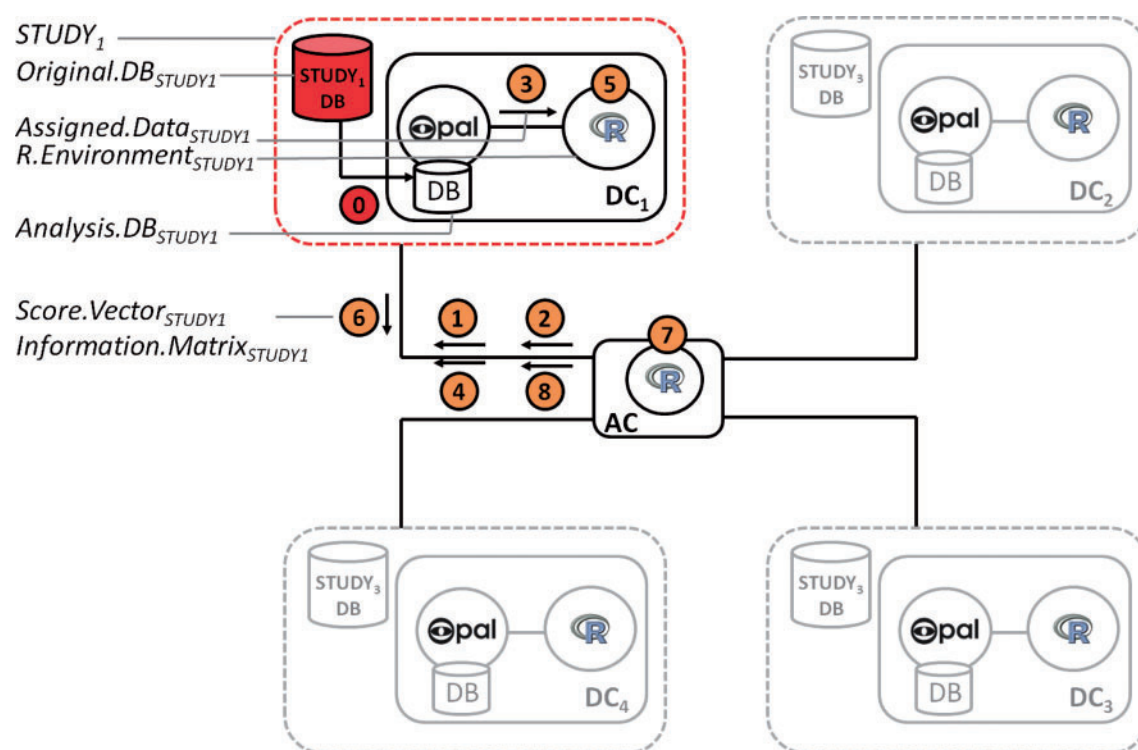 STUDY1
Original.DBSTUDY1
Assigned.DataSTUDY1
R.EnvironmentSTUDY1
Analysis.DBSTUDY1
STUDY1
DB
0
opal
DB
3
5
R
DC1
STUDY3
DB
opal
DB
R
DC2
Score.VectorSTUDY1
Information.MatrixSTUDY1
6
1
2
4
8
7
R
AC
STUDY3
DB
opal
DB
R
DC4
STUDY3
DB
opal
DB
R
DC3